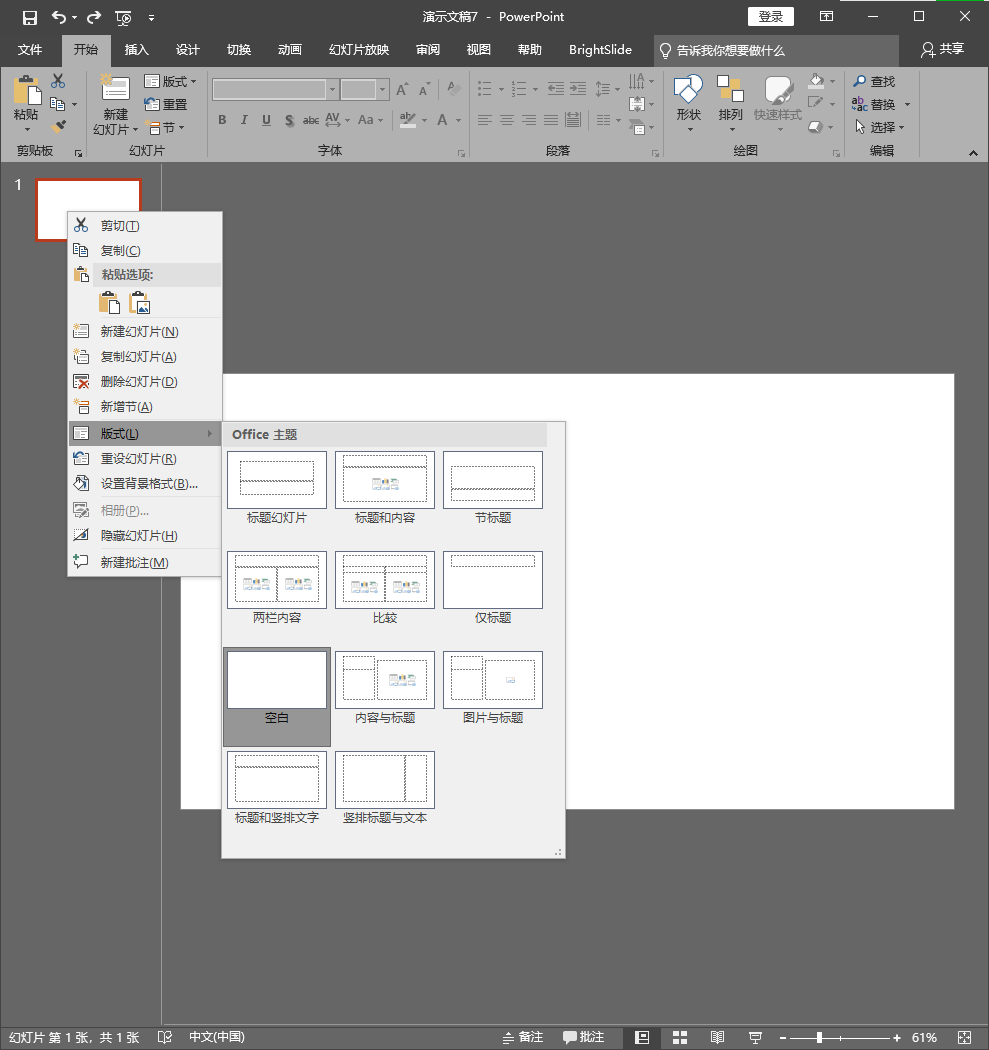 演示文稿7 - PowerPoint
登录
文件 开始 插入 设计 切换 动画 幻灯片放映 审阅 视图 帮助 BrightSlide 告诉我你想要做什么 共享
粘贴
新建
幻灯片
版式
重置
节
B I U S abc AV Aa A
形状 排列 快速样式
查找
替换
选择
剪贴板 幻灯片 字体 段落 绘图 编辑
1
剪切(T)
复制(C)
粘贴选项:
新建幻灯片(N)
复制幻灯片(A)
删除幻灯片(D)
新增节(A)
版式(L)
重设幻灯片(R)
设置背景格式(B)...
相册(P)...
隐藏幻灯片(H)
新建批注(M)
Office 主题
标题幻灯片 标题和内容 节标题
两栏内容 比较 仅标题
空白 内容与标题 图片与标题
标题和竖排文字 竖排标题与文本
幻灯片 第 1 张，共 1 张 中文(中国) 备注 批注 61%